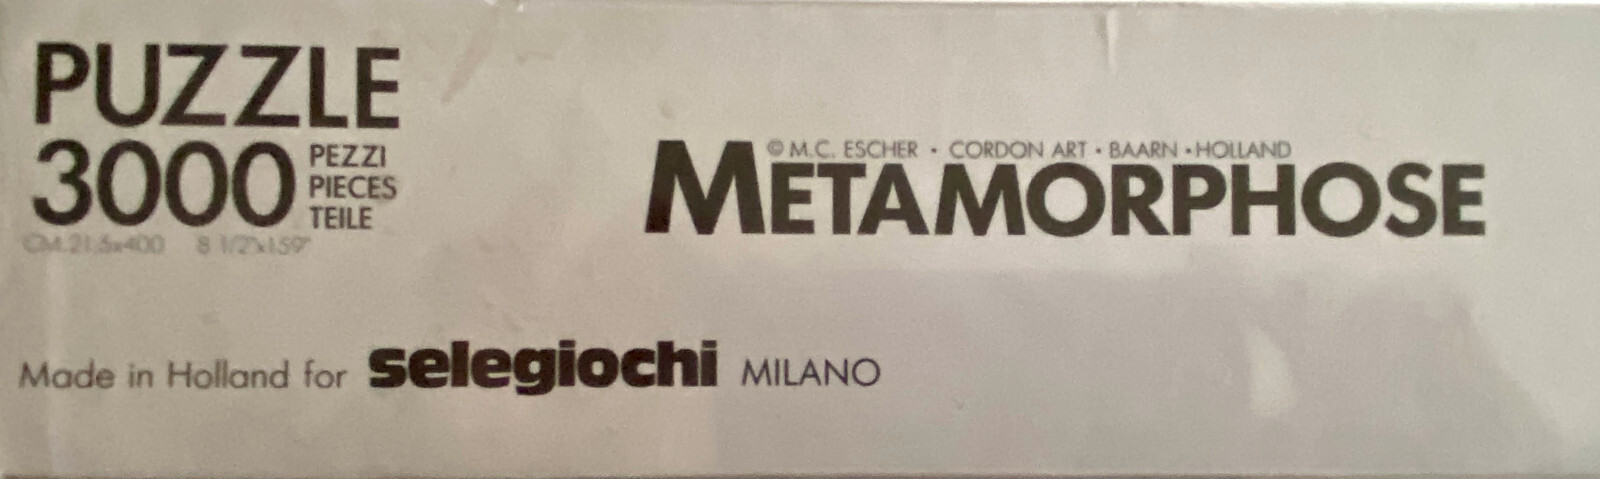 PUZZLE
3000 PEZZI
PIECES
TEILE
CM.21.5x400 8 1/2"x159"
© M.C. ESCHER • CORDON ART • BAARN • HOLLAND
METAMORPHOSE
Made in Holland for selegiochi MILANO